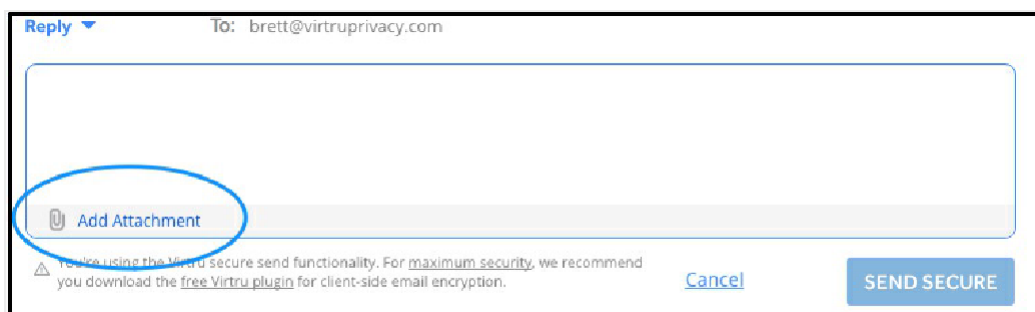 Reply To: brett@virtruprivacy.com
Add Attachment
You're using the Virtru secure send functionality. For maximum security, we recommend
you download the free Virtru plugin for client-side email encryption.
Cancel
SEND SECURE